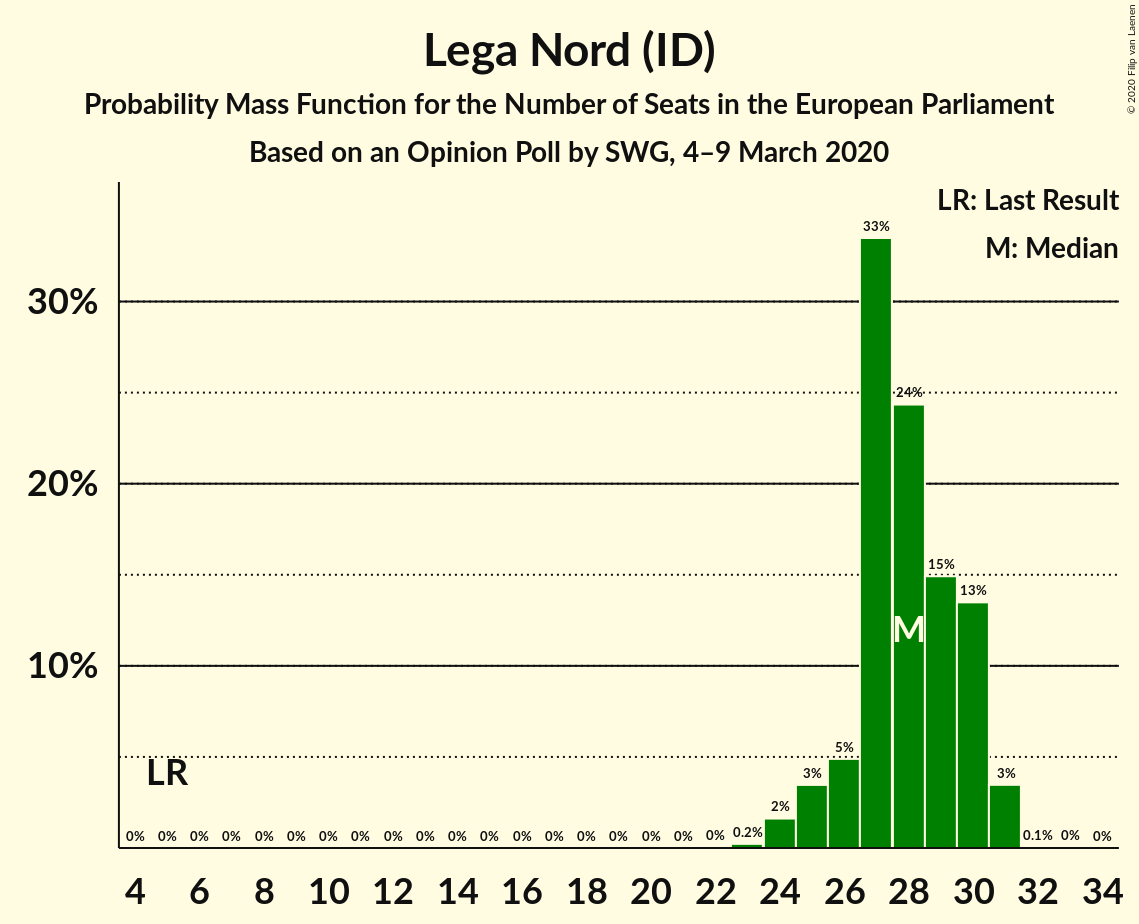 Lega Nord (ID)
Probability Mass Function for the Number of Seats in the European Parliament
Based on an Opinion Poll by SWG, 4–9 March 2020
© 2020 Filip van Laenen
LR: Last Result
M: Median
33%
30%
24%
20%
15%
13%
M
10%
5%
LR
3%
3%
2%
0% 0% 0% 0% 0% 0% 0% 0% 0% 0% 0% 0% 0% 0% 0% 0% 0% 0% 0% 0.2% 0.1% 0% 0%
4 6 8 10 12 14 16 18 20 22 24 26 28 30 32 34